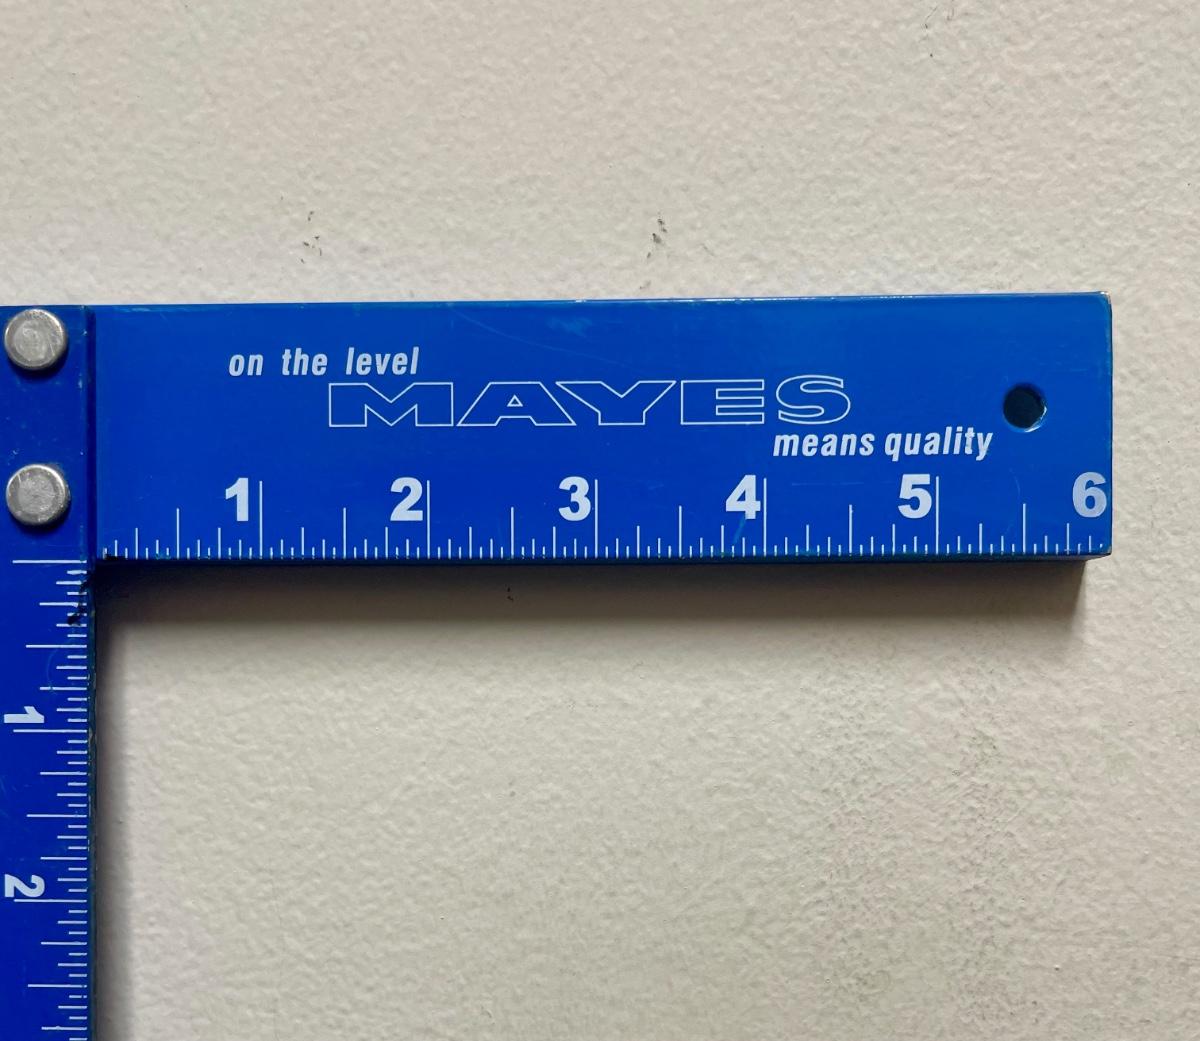 on the level
MAYES
means quality
1 2 3 4 5 6
1
2